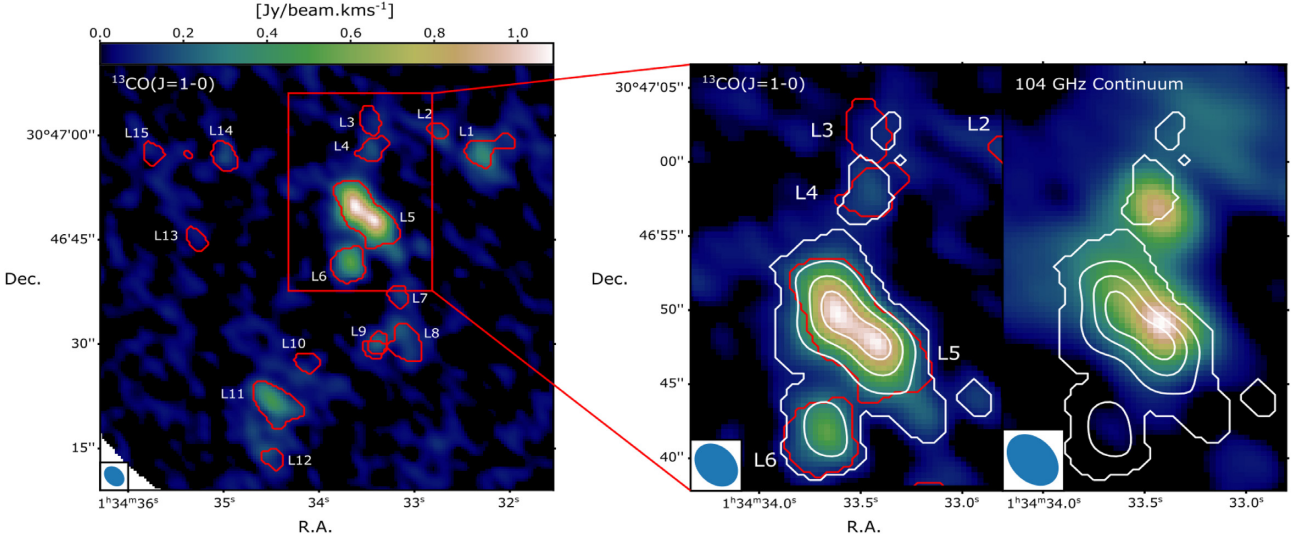 [Jy/beam.kms⁻¹]
0.0 0.2 0.4 0.6 0.8 1.0
¹³CO(J=1-0)
L15
L14
L3
L4
L2
L1
L5
L13
L6
L7
L8
L9
L10
L11
L12
30°47'00''
46'45''
30''
15''
Dec.
1ʰ34ᵐ36ˢ 35ˢ 34ˢ 33ˢ 32ˢ
R.A.
¹³CO(J=1-0)
L3
L2
L4
L5
L6
30°47'05''
00''
46'55''
50''
45''
40''
Dec.
1ʰ34ᵐ34.0ˢ 33.5ˢ 33.0ˢ
R.A.
104 GHz Continuum
1ʰ34ᵐ34.0ˢ 33.5ˢ 33.0ˢ